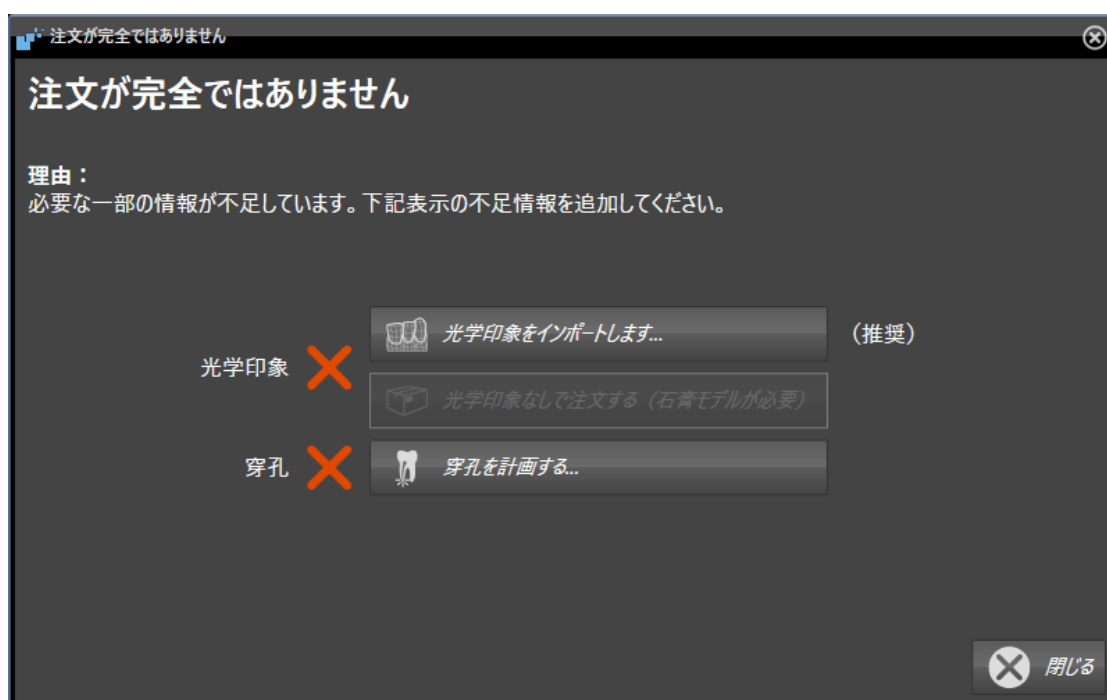 注文が完全ではありません
注文が完全ではありません
理由：
必要な一部の情報が不足しています。下記表示の不足情報を追加してください。
光学印象
光学印象をインポートします...
（推奨）
光学印象なしで注文する（石膏モデルが必要）
穿孔
穿孔を計画する...
閉じる